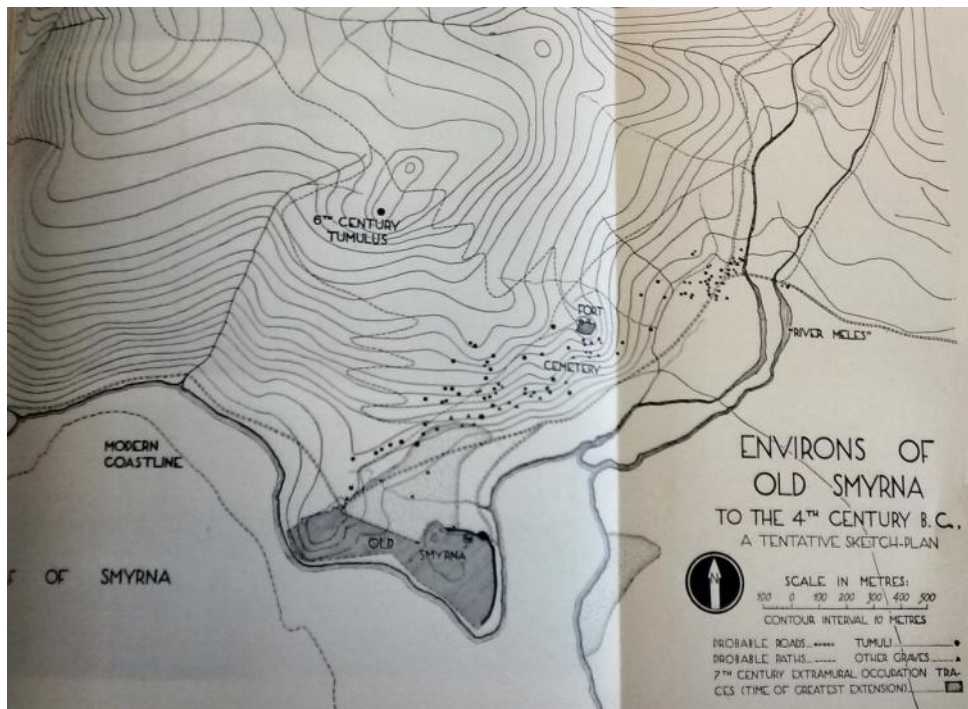 6TH CENTURY
TUMULUS
FORT
CEMETERY
"RIVER MELES"
MODERN
COASTLINE
OLD SMYRNA
OF SMYRNA
ENVIRONS OF
OLD SMYRNA
TO THE 4TH CENTURY B.C.,
A TENTATIVE SKETCH-PLAN
N
SCALE IN METRES:
100 0 100 200 300 400 500
CONTOUR INTERVAL 10 METRES
PROBABLE ROADS TUMULI
PROBABLE PATHS OTHER GRAVES
7TH CENTURY EXTRAMURAL OCCUPATION TRA-
CES (TIME OF GREATEST EXTENSION)